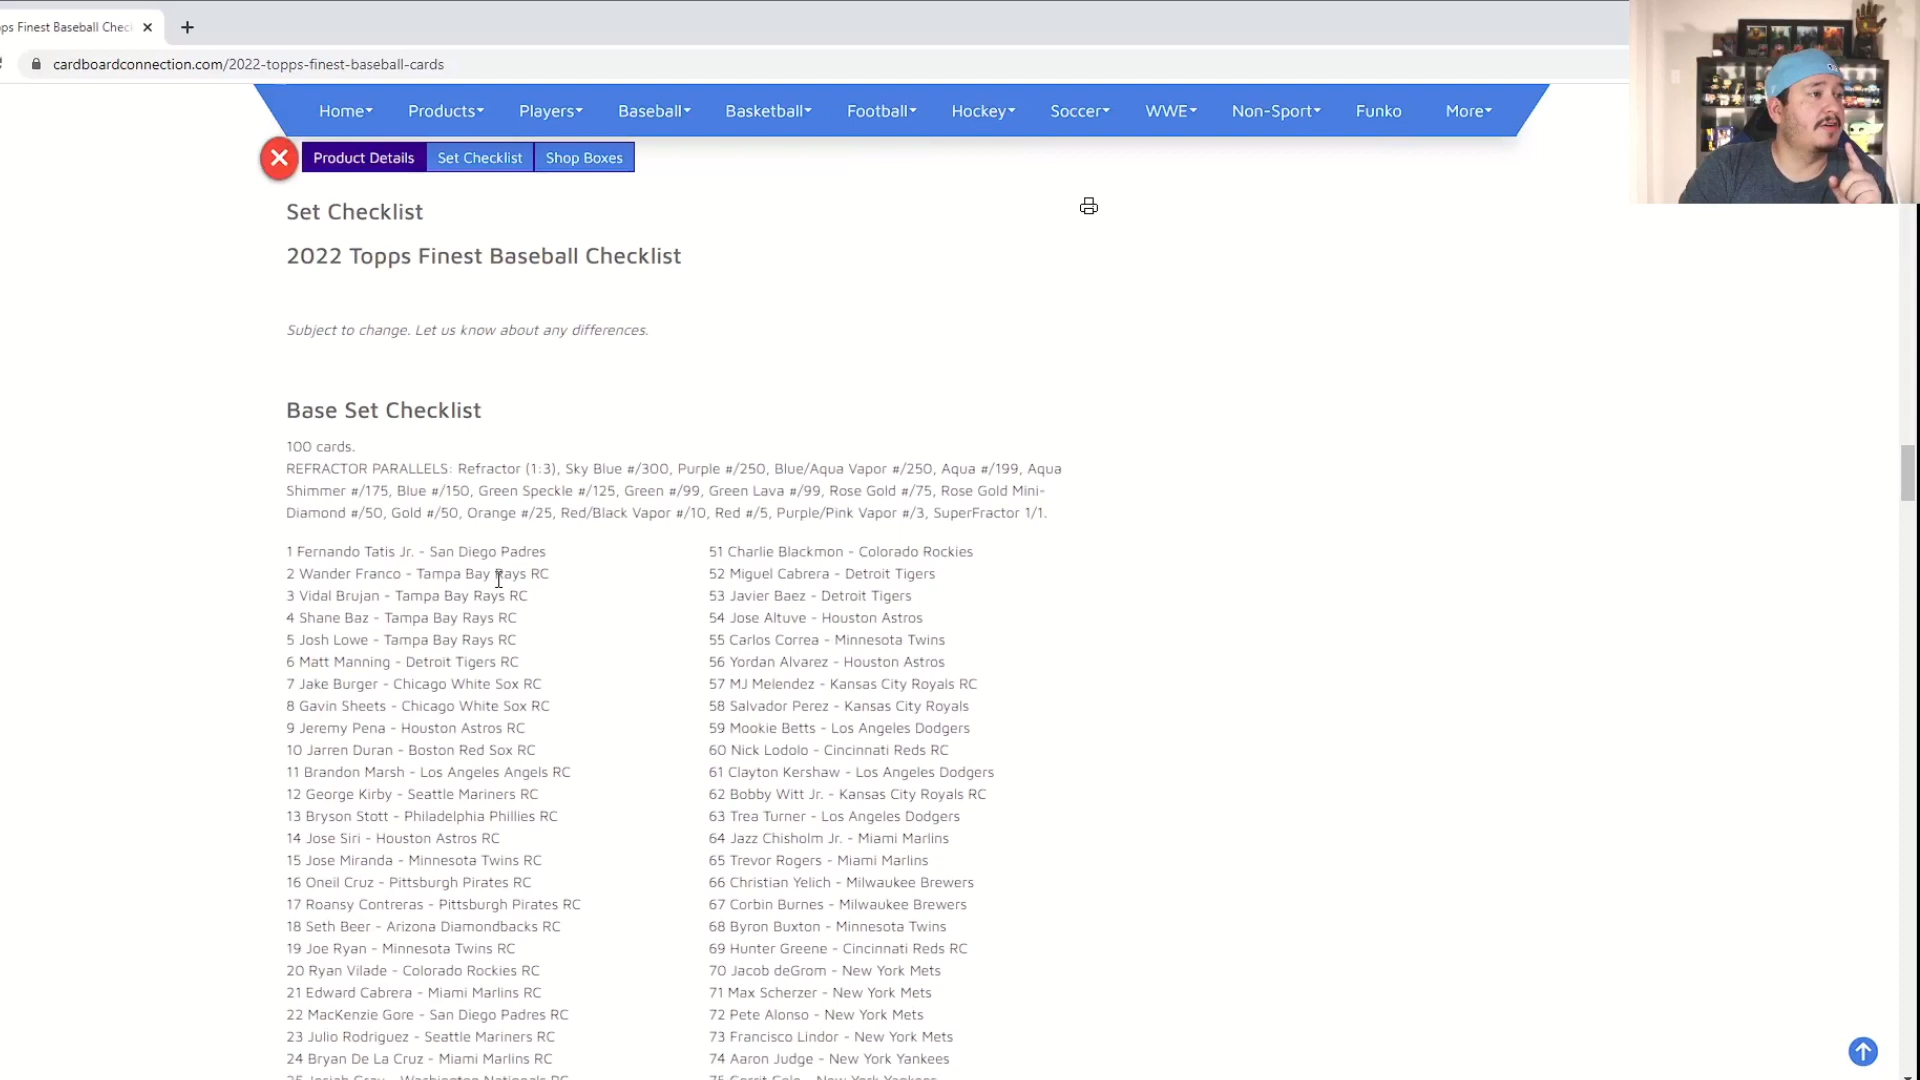 ps Finest Baseball Chec
cardboardconnection.com/2022-topps-finest-baseball-cards
Home Products Players Baseball Basketball Football Hockey Soccer WWE Non-Sport Funko More
Product Details Set Checklist Shop Boxes
Set Checklist
2022 Topps Finest Baseball Checklist
Subject to change. Let us know about any differences.
Base Set Checklist
100 cards.
REFRACTOR PARALLELS: Refractor (1:3), Sky Blue #/300, Purple #/250, Blue/Aqua Vapor #/250, Aqua #/199, Aqua
Shimmer #/175, Blue #/150, Green Speckle #/125, Green #/99, Green Lava #/99, Rose Gold #/75, Rose Gold Mini-
Diamond #/50, Gold #/50, Orange #/25, Red/Black Vapor #/10, Red #/5, Purple/Pink Vapor #/3, SuperFractor 1/1.
1 Fernando Tatis Jr. - San Diego Padres
2 Wander Franco - Tampa Bay Rays RC
3 Vidal Brujan - Tampa Bay Rays RC
4 Shane Baz - Tampa Bay Rays RC
5 Josh Lowe - Tampa Bay Rays RC
6 Matt Manning - Detroit Tigers RC
7 Jake Burger - Chicago White Sox RC
8 Gavin Sheets - Chicago White Sox RC
9 Jeremy Pena - Houston Astros RC
10 Jarren Duran - Boston Red Sox RC
11 Brandon Marsh - Los Angeles Angels RC
12 George Kirby - Seattle Mariners RC
13 Bryson Stott - Philadelphia Phillies RC
14 Jose Siri - Houston Astros RC
15 Jose Miranda - Minnesota Twins RC
16 Oneil Cruz - Pittsburgh Pirates RC
17 Roansy Contreras - Pittsburgh Pirates RC
18 Seth Beer - Arizona Diamondbacks RC
19 Joe Ryan - Minnesota Twins RC
20 Ryan Vilade - Colorado Rockies RC
21 Edward Cabrera - Miami Marlins RC
22 MacKenzie Gore - San Diego Padres RC
23 Julio Rodriguez - Seattle Mariners RC
24 Bryan De La Cruz - Miami Marlins RC
25 Josiah Gray - Washington Nationals RC
51 Charlie Blackmon - Colorado Rockies
52 Miguel Cabrera - Detroit Tigers
53 Javier Baez - Detroit Tigers
54 Jose Altuve - Houston Astros
55 Carlos Correa - Minnesota Twins
56 Yordan Alvarez - Houston Astros
57 MJ Melendez - Kansas City Royals RC
58 Salvador Perez - Kansas City Royals
59 Mookie Betts - Los Angeles Dodgers
60 Nick Lodolo - Cincinnati Reds RC
61 Clayton Kershaw - Los Angeles Dodgers
62 Bobby Witt Jr. - Kansas City Royals RC
63 Trea Turner - Los Angeles Dodgers
64 Jazz Chisholm Jr. - Miami Marlins
65 Trevor Rogers - Miami Marlins
66 Christian Yelich - Milwaukee Brewers
67 Corbin Burnes - Milwaukee Brewers
68 Byron Buxton - Minnesota Twins
69 Hunter Greene - Cincinnati Reds RC
70 Jacob deGrom - New York Mets
71 Max Scherzer - New York Mets
72 Pete Alonso - New York Mets
73 Francisco Lindor - New York Mets
74 Aaron Judge - New York Yankees
75 Gerrit Cole - New York Yankees